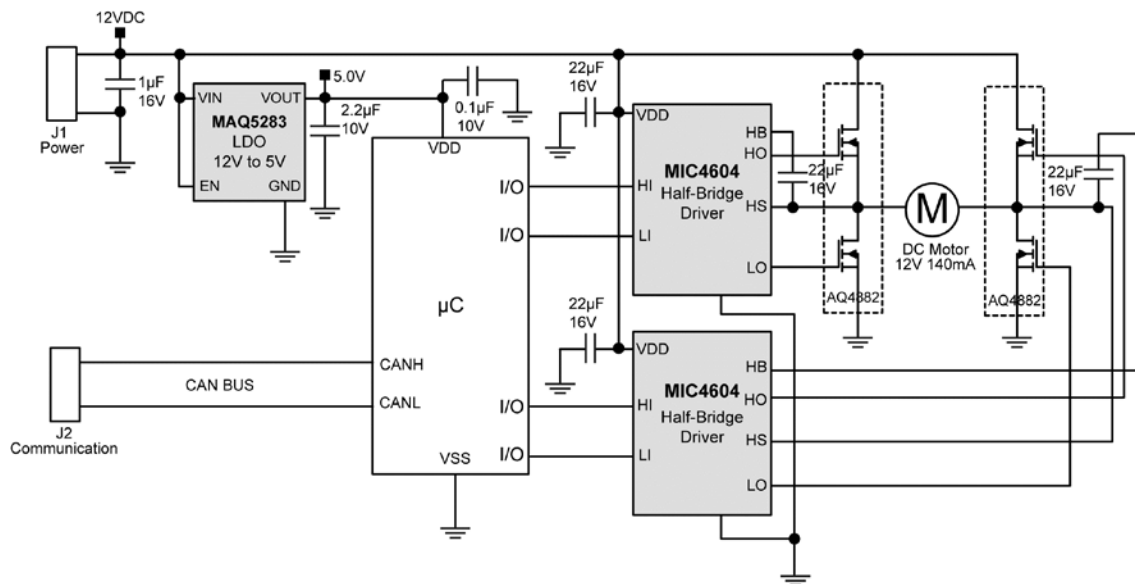 12VDC
J1
Power
1µF
16V
VIN
VOUT
MAQ5283
LDO
12V to 5V
EN
GND
5.0V
2.2µF
10V
0.1µF
10V
VDD
I/O
I/O
µC
CANH
CANL
I/O
I/O
VSS
CAN BUS
J2
Communication
22µF
16V
VDD
HB
HO
MIC4604
Half-Bridge
Driver
HI
HS
LI
LO
22µF
16V
AQ4882
M
DC Motor
12V 140mA
AQ4882
22µF
16V
22µF
16V
VDD
HB
MIC4604
HO
HI
Half-Bridge
Driver
HS
LI
LO